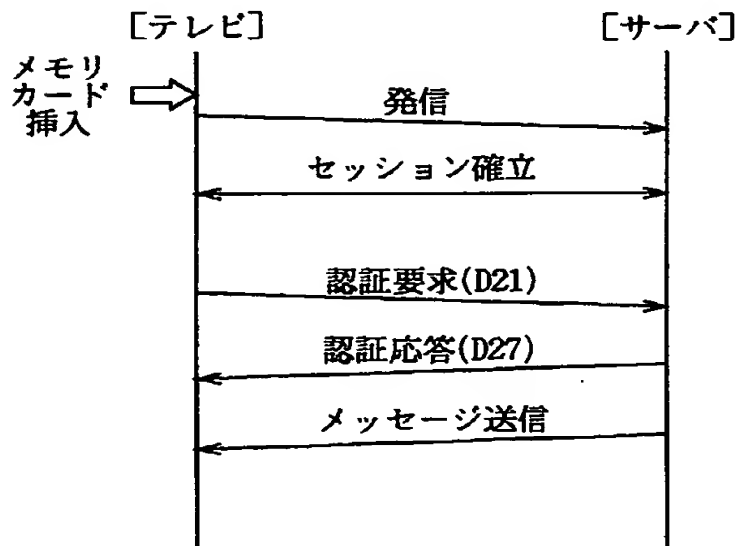 [テレビ]
[サーバ]
メモリ
カード
挿入
発信
セッション確立
認証要求(D21)
認証応答(D27)
メッセージ送信